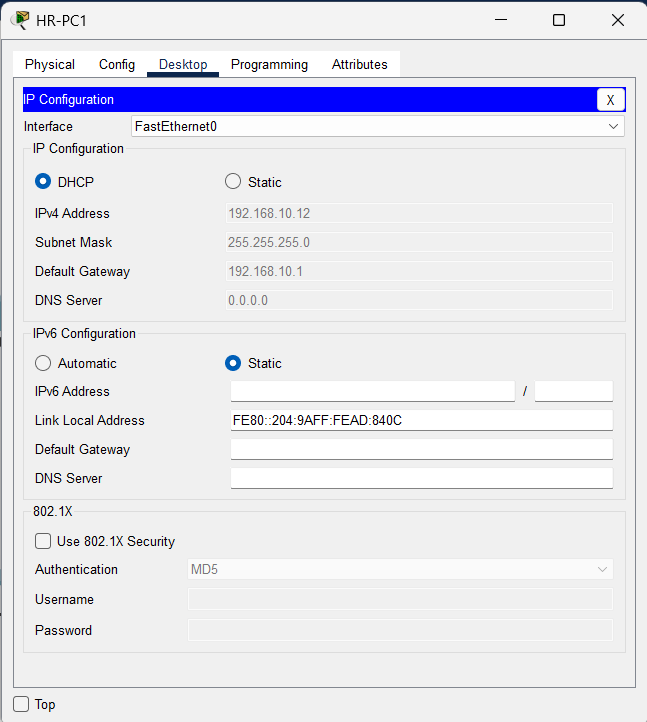 HR-PC1
Physical Config Desktop Programming Attributes
IP Configuration X
Interface FastEthernet0
IP Configuration
DHCP Static
IPv4 Address 192.168.10.12
Subnet Mask 255.255.255.0
Default Gateway 192.168.10.1
DNS Server 0.0.0.0
IPv6 Configuration
Automatic Static
IPv6 Address /
Link Local Address FE80::204:9AFF:FEAD:840C
Default Gateway
DNS Server
802.1X
Use 802.1X Security
Authentication MD5
Username
Password
Top